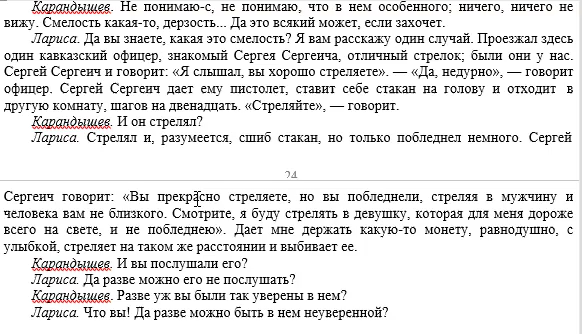 Карандышев. Не понимаю-с, не понимаю, что в нем особенного; ничего, ничего не
вижу. Смелость какая-то, дерзость... Да это всякий может, если захочет.
Лариса. Да вы знаете, какая это смелость? Я вам расскажу один случай. Проезжал здесь
один кавказский офицер, знакомый Сергея Сергеича, отличный стрелок; были они у нас.
Сергей Сергеич и говорит: «Я слышал, вы хорошо стреляете». — «Да, недурно», — говорит
офицер. Сергей Сергеич дает ему пистолет, ставит себе стакан на голову и отходит в
другую комнату, шагов на двенадцать. «Стреляйте», — говорит.
Карандышев. И он стрелял?
Лариса. Стрелял и, разумеется, сшиб стакан, но только побледнел немного. Сергей
24
Сергеич говорит: «Вы прекрасно стреляете, но вы побледнели, стреляя в мужчину и
человека вам не близкого. Смотрите, я буду стрелять в девушку, которая для меня дороже
всего на свете, и не побледнею». Дает мне держать какую-то монету, равнодушно, с
улыбкой, стреляет на таком же расстоянии и выбивает ее.
Карандышев. И вы послушали его?
Лариса. Да разве можно его не послушать?
Карандышев. Разве уж вы были так уверены в нем?
Лариса. Что вы! Да разве можно быть в нем неуверенной?